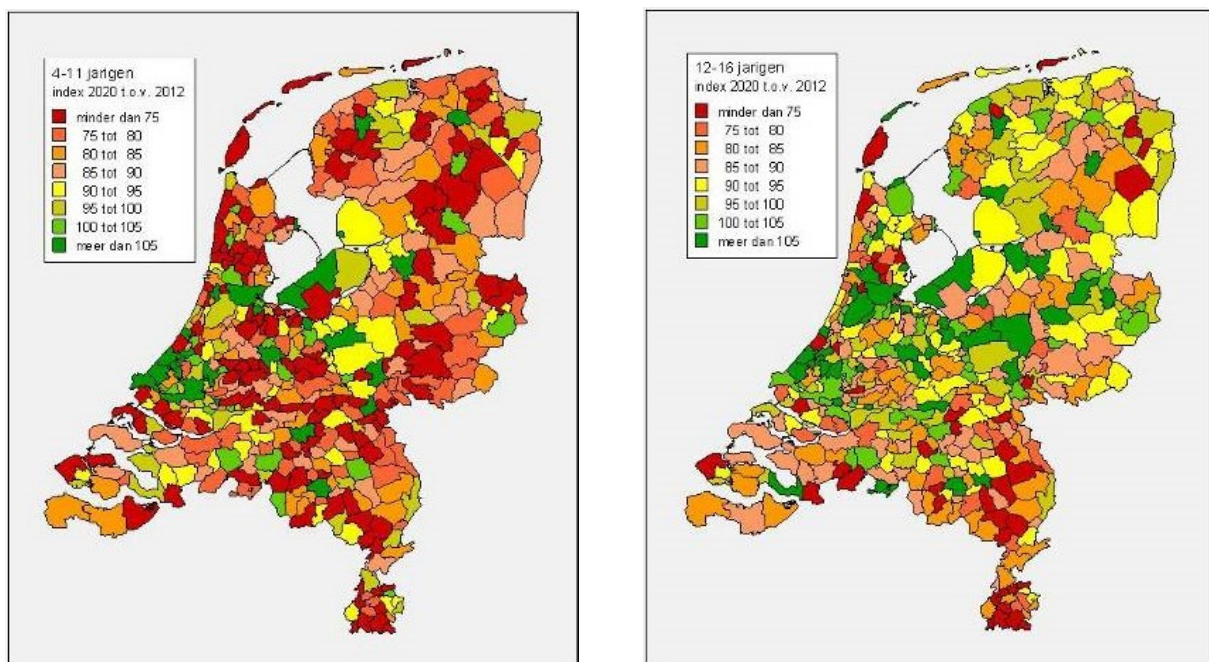 4-11 jarigen
index 2020 t.o.v. 2012
minder dan 75
75 tot 80
80 tot 85
85 tot 90
90 tot 95
95 tot 100
100 tot 105
meer dan 105
12-16 jarigen
index 2020 t.o.v. 2012
minder dan 75
75 tot 80
80 tot 85
85 tot 90
90 tot 95
95 tot 100
100 tot 105
meer dan 105